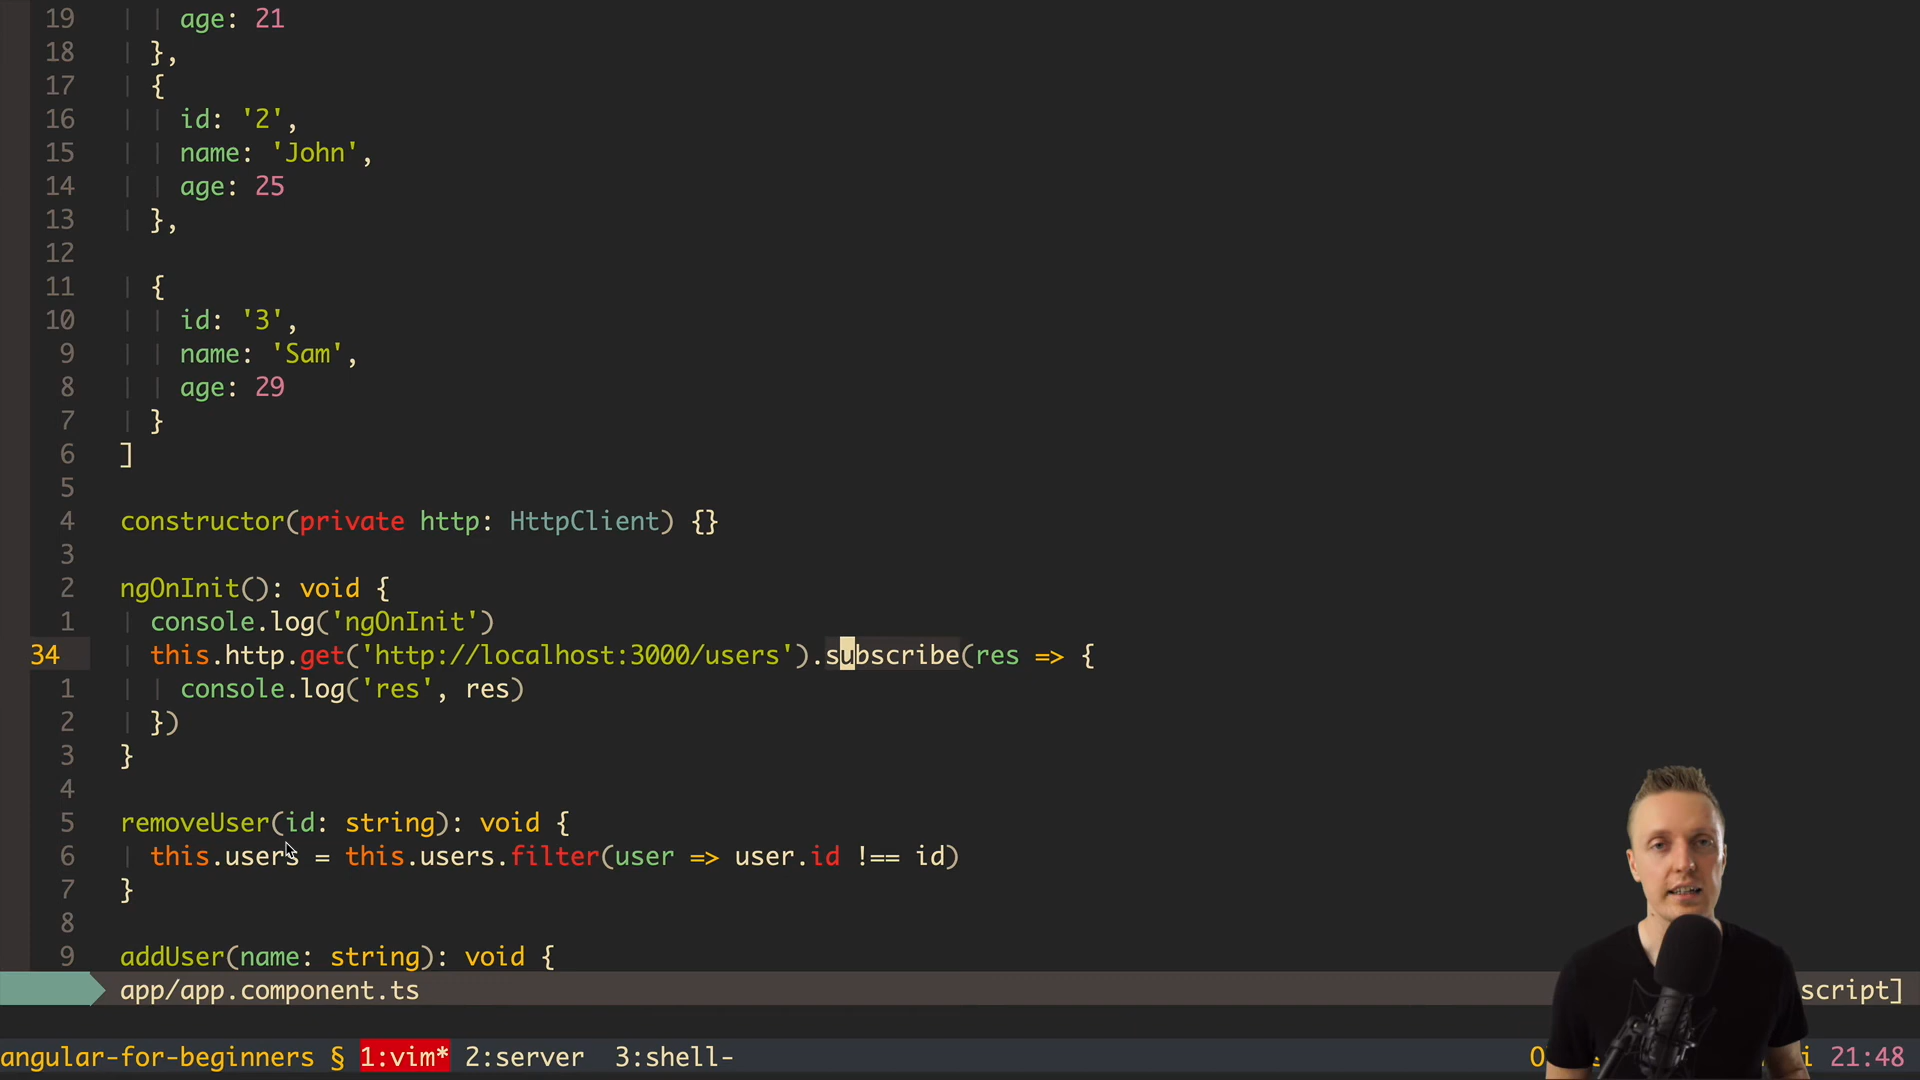 19 age: 21
18 },
17 {
16 id: '2',
15 name: 'John',
14 age: 25
13 },
12
11 {
10 id: '3',
9 name: 'Sam',
8 age: 29
7 }
6 ]
5
4 constructor(private http: HttpClient) {}
3
2 ngOnInit(): void {
1 console.log('ngOnInit')
34 this.http.get('http://localhost:3000/users').subscribe(res => {
1 console.log('res', res)
2 })
3 }
4
5 removeUser(id: string): void {
6 this.users = this.users.filter(user => user.id !== id)
7 }
8
9 addUser(name: string): void {
app/app.component.ts script]
angular-for-beginners § 1:vim* 2:server 3:shell- 21:48